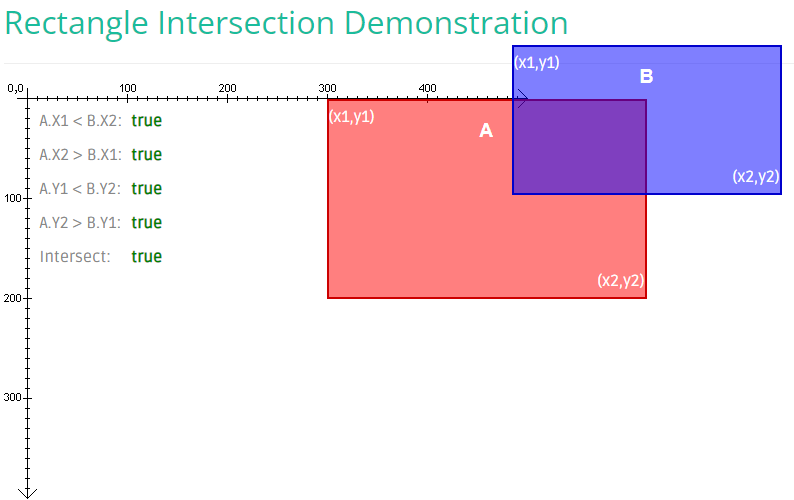 Rectangle Intersection Demonstration
(x1,y1)
B
0,0 100 200 300 400
A.X1 < B.X2: true
(x1,y1)
A
A.X2 > B.X1: true
(x2,y2)
A.Y1 < B.Y2: true
100
A.Y2 > B.Y1: true
Intersect: true
(x2,y2)
200
300